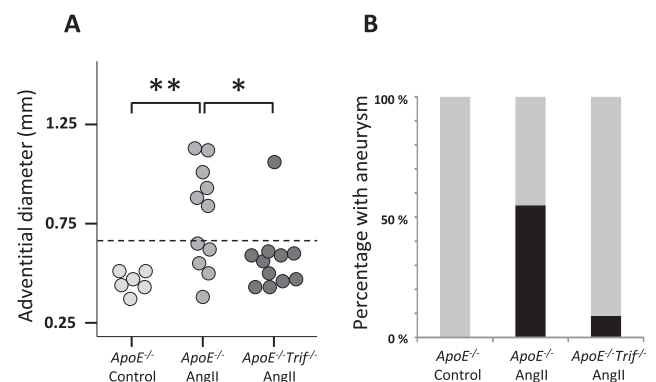 A
B
** *
Adventitial diameter (mm)
1.25
0.75
0.25
ApoE-/-
Control
ApoE-/-
AngII
ApoE-/-Trif-/-
AngII
Percentage with aneurysm
100 %
50 %
0 %
ApoE-/-
Control
ApoE-/-
AngII
ApoE-/-Trif-/-
AngII